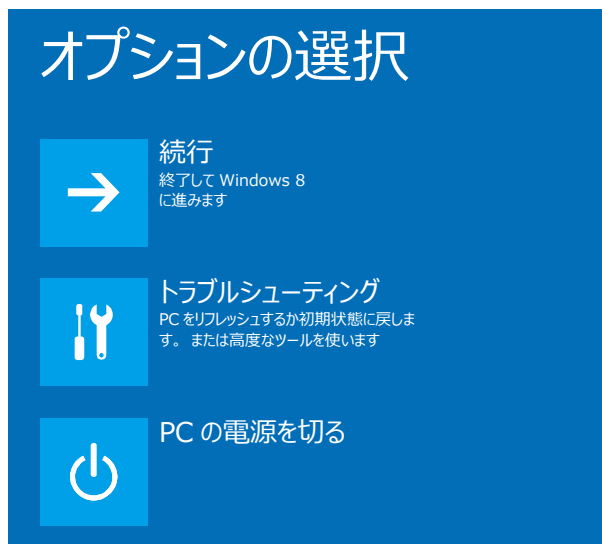 オプションの選択
続行
終了して Windows 8
に進みます
トラブルシューティング
PC をリフレッシュするか初期状態に戻しま
す。または高度なツールを使います
PC の電源を切る